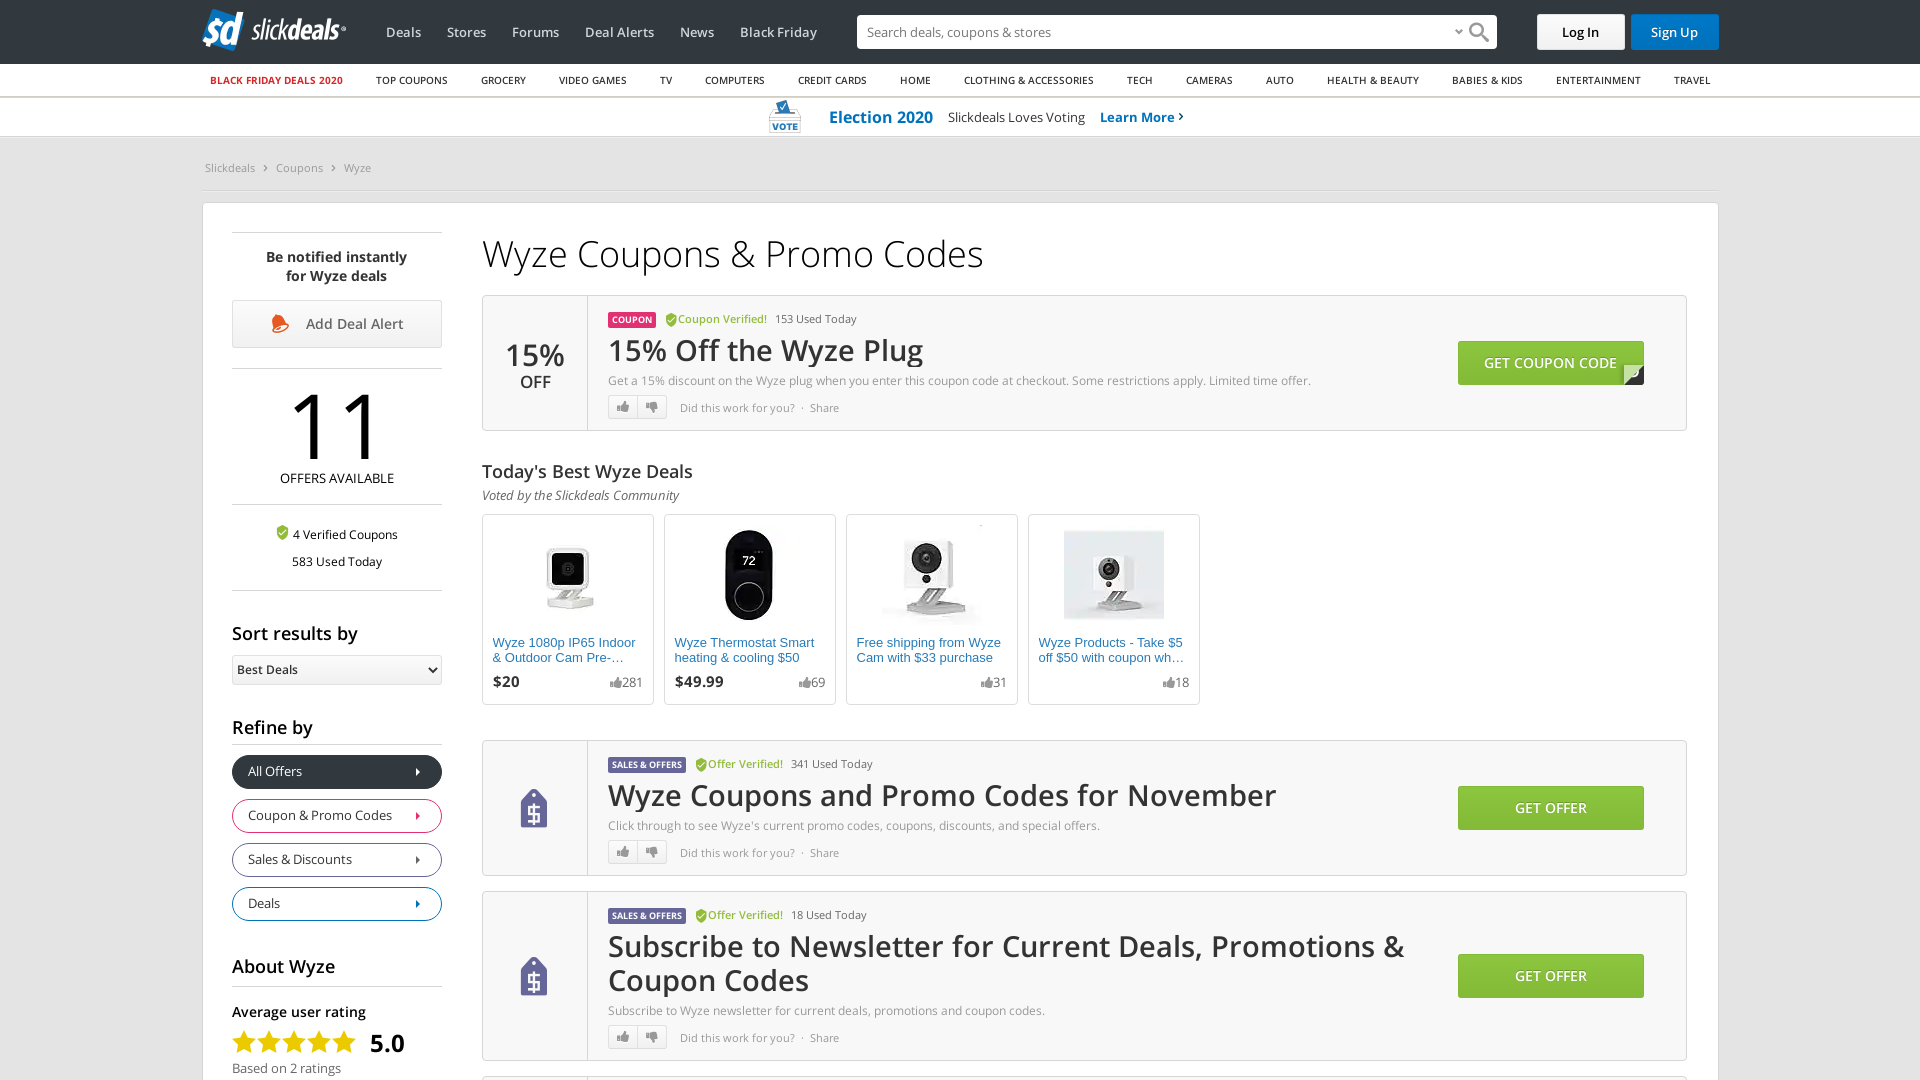 sd slickdeals
Deals
Stores
Forums
Deal Alerts
News
Black Friday
Search deals, coupons & stores
Log In
Sign Up
BLACK FRIDAY DEALS 2020
TOP COUPONS
GROCERY
VIDEO GAMES
TV
COMPUTERS
CREDIT CARDS
HOME
CLOTHING & ACCESSORIES
TECH
CAMERAS
AUTO
HEALTH & BEAUTY
BABIES & KIDS
ENTERTAINMENT
TRAVEL
VOTE
Election 2020 Slickdeals Loves Voting Learn More
Slickdeals > Coupons > Wyze
Be notified instantly
for Wyze deals
Add Deal Alert
11
OFFERS AVAILABLE
4 Verified Coupons
583 Used Today
Sort results by
Best Deals
Refine by
All Offers
Coupon & Promo Codes
Sales & Discounts
Deals
About Wyze
Average user rating
5.0
Based on 2 ratings
Wyze Coupons & Promo Codes
15%
OFF
COUPON Coupon Verified! 153 Used Today
15% Off the Wyze Plug
Get a 15% discount on the Wyze plug when you enter this coupon code at checkout. Some restrictions apply. Limited time offer.
Did this work for you? · Share
GET COUPON CODE
Today's Best Wyze Deals
Voted by the Slickdeals Community
Wyze 1080p IP65 Indoor
& Outdoor Cam Pre-…
$20
281
72
Wyze Thermostat Smart
heating & cooling $50
$49.99
69
Free shipping from Wyze
Cam with $33 purchase
31
Wyze Products - Take $5
off $50 with coupon wh…
18
SALES & OFFERS Offer Verified! 341 Used Today
Wyze Coupons and Promo Codes for November
Click through to see Wyze's current promo codes, coupons, discounts, and special offers.
Did this work for you? · Share
GET OFFER
SALES & OFFERS Offer Verified! 18 Used Today
Subscribe to Newsletter for Current Deals, Promotions &
Coupon Codes
Subscribe to Wyze newsletter for current deals, promotions and coupon codes.
Did this work for you? · Share
GET OFFER